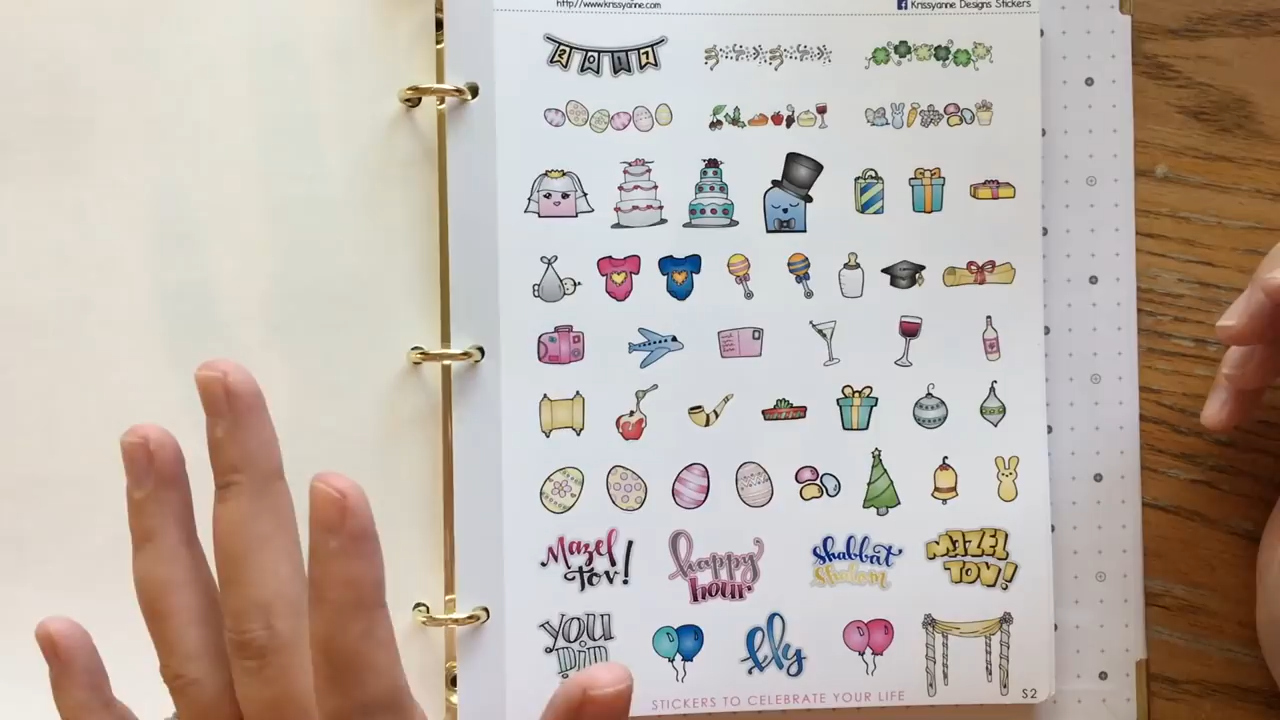 http://www.krissyanne.com
Krissyanne Designs Stickers
2017
Mazel
Tov!
happy
hour
Shabbat
Shalom
MAZEL
TOV!
you
DID
fly
STICKERS TO CELEBRATE YOUR LIFE
S2